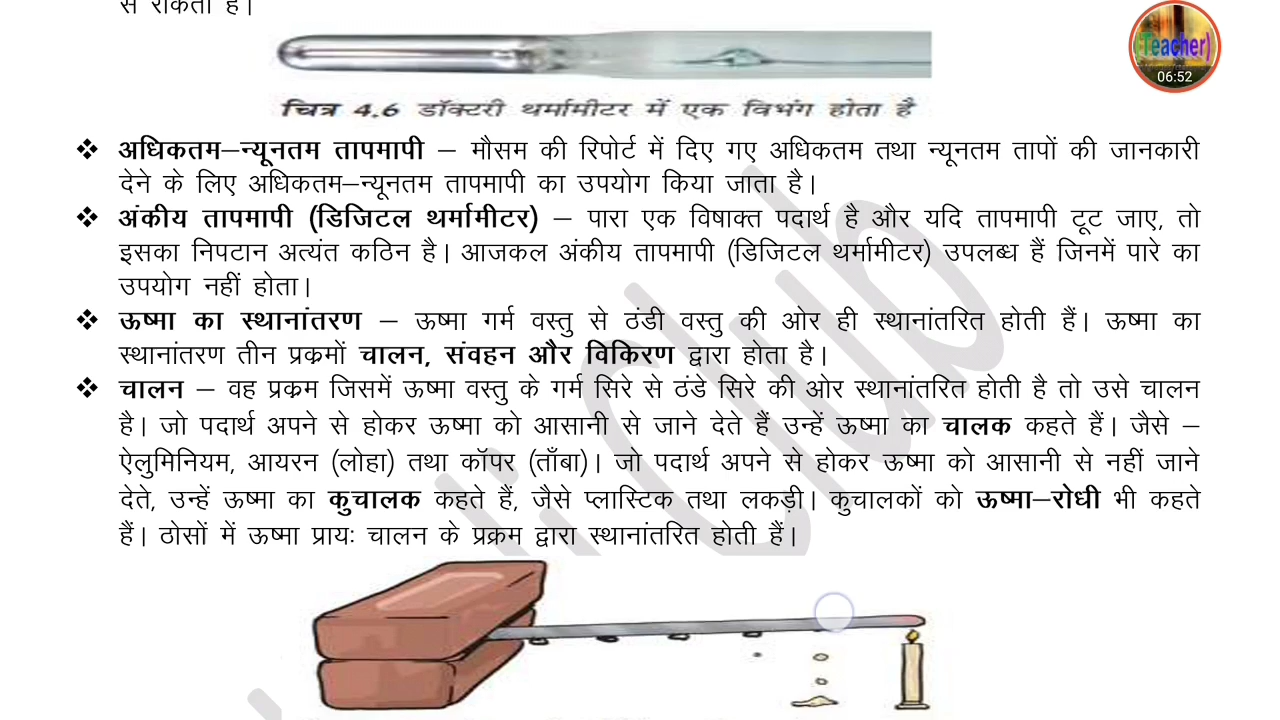 से रोकता है।
(Teacher)
06:52
चित्र 4.6 डॉक्टरी थर्मामीटर में एक विभंग होता है
❖ अधिकतम–न्यूनतम तापमापी – मौसम की रिपोर्ट में दिए गए अधिकतम तथा न्यूनतम तापों की जानकारी
देने के लिए अधिकतम–न्यूनतम तापमापी का उपयोग किया जाता है।
❖ अंकीय तापमापी (डिजिटल थर्मामीटर) – पारा एक विषाक्त पदार्थ है और यदि तापमापी टूट जाए, तो
इसका निपटान अत्यंत कठिन है। आजकल अंकीय तापमापी (डिजिटल थर्मामीटर) उपलब्ध हैं जिनमें पारे का
उपयोग नहीं होता।
❖ ऊष्मा का स्थानांतरण – ऊष्मा गर्म वस्तु से ठंडी वस्तु की ओर ही स्थानांतरित होती हैं। ऊष्मा का
स्थानांतरण तीन प्रक्रमों चालन, संवहन और विकिरण द्वारा होता है।
❖ चालन – वह प्रक्रम जिसमें ऊष्मा वस्तु के गर्म सिरे से ठंडे सिरे की ओर स्थानांतरित होती है तो उसे चालन
है। जो पदार्थ अपने से होकर ऊष्मा को आसानी से जाने देते हैं उन्हें ऊष्मा का चालक कहते हैं। जैसे –
ऐलुमिनियम, आयरन (लोहा) तथा कॉपर (ताँबा)। जो पदार्थ अपने से होकर ऊष्मा को आसानी से नहीं जाने
देते, उन्हें ऊष्मा का कुचालक कहते हैं, जैसे प्लास्टिक तथा लकड़ी। कुचालकों को ऊष्मा–रोधी भी कहते
हैं। ठोसों में ऊष्मा प्रायः चालन के प्रक्रम द्वारा स्थानांतरित होती हैं।
Club